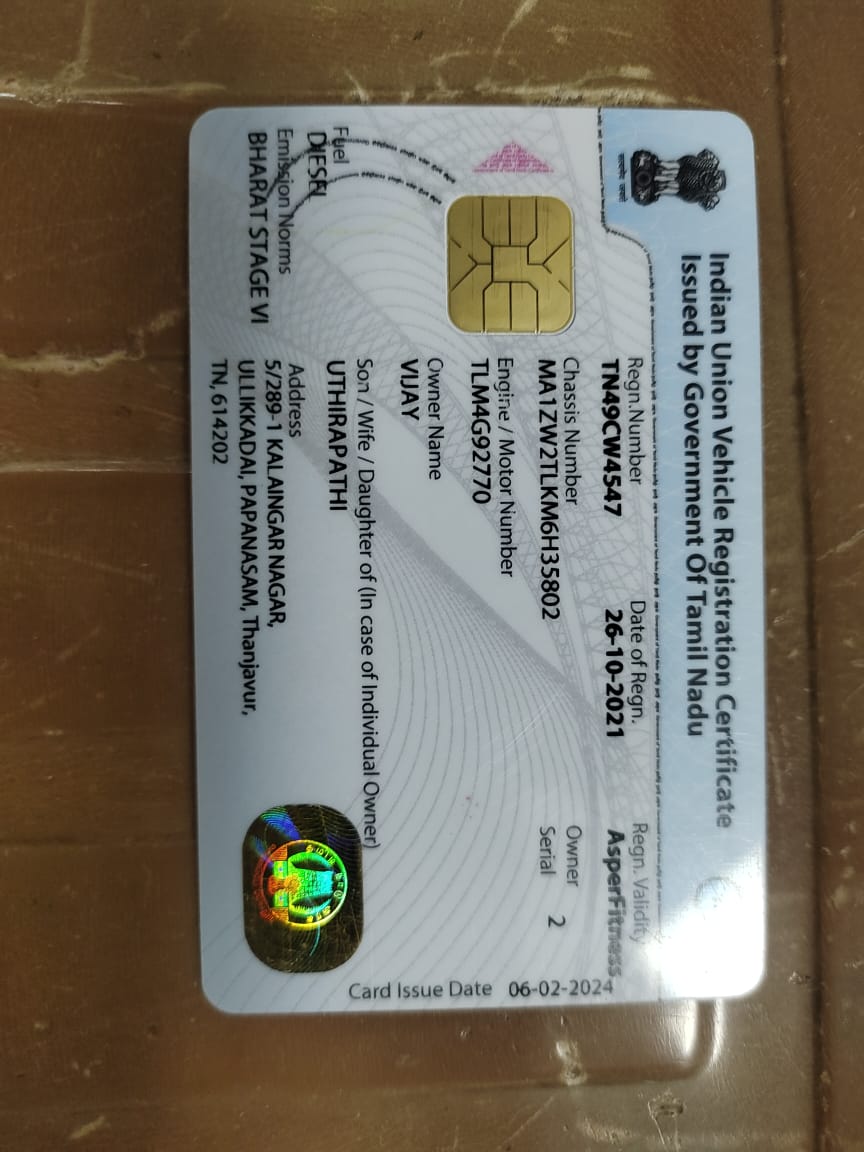 Indian Union Vehicle Registration Certificate
Issued by Government Of Tamil Nadu
Regn.Number Date of Regn. Regn. Validity
TN49CW4547 26-10-2021 AsperFitness
Chassis Number Owner Serial 2
MA1ZW2TLKM6H35802
Engine / Motor Number
TLM4G92770
Owner Name
VIJAY
Son / Wife / Daughter of (In case of Individual Owner)
UTHIRAPATHI
Fuel
DIESEL
Emission Norms
BHARAT STAGE VI
Address
5/289-1 KALAINGAR NAGAR,
ULLIKKADAI, PAPANASAM, Thanjavur,
TN, 614202
Card Issue Date 06-02-2024